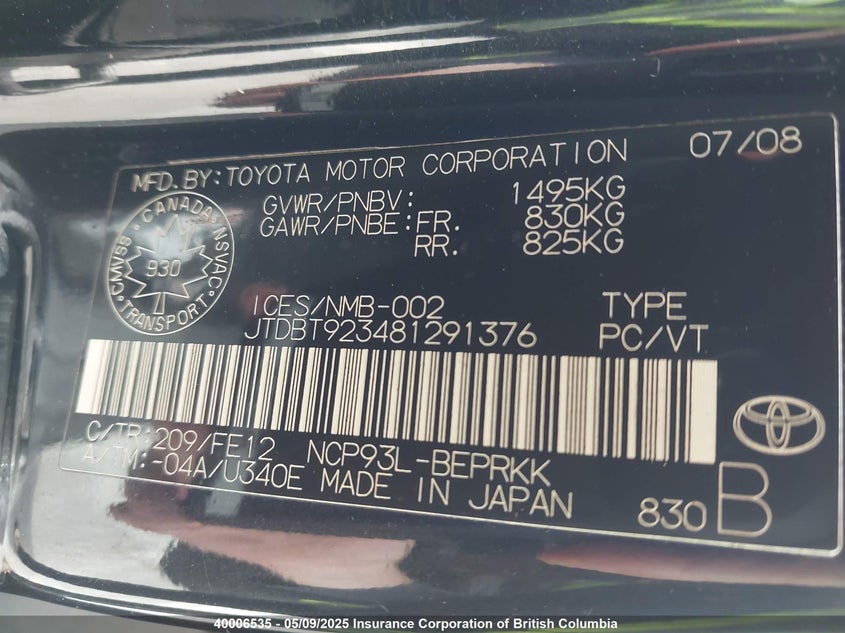 MFD.BY:TOYOTA MOTOR CORPORATION 07/08
GVWR/PNBV: 1495KG
GAWR/PNBE:FR. 830KG
RR. 825KG
CANADA
CMVSS
NSVAC
930
TRANSPORT
ICES/NMB-002 TYPE
JTDBT923481291376 PC/VT
C/TR:209/FE12 NCP93L-BEPRKK
A/TM:-04A/U340E MADE IN JAPAN 830 B
40006535 - 05/09/2025 Insurance Corporation of British Columbia